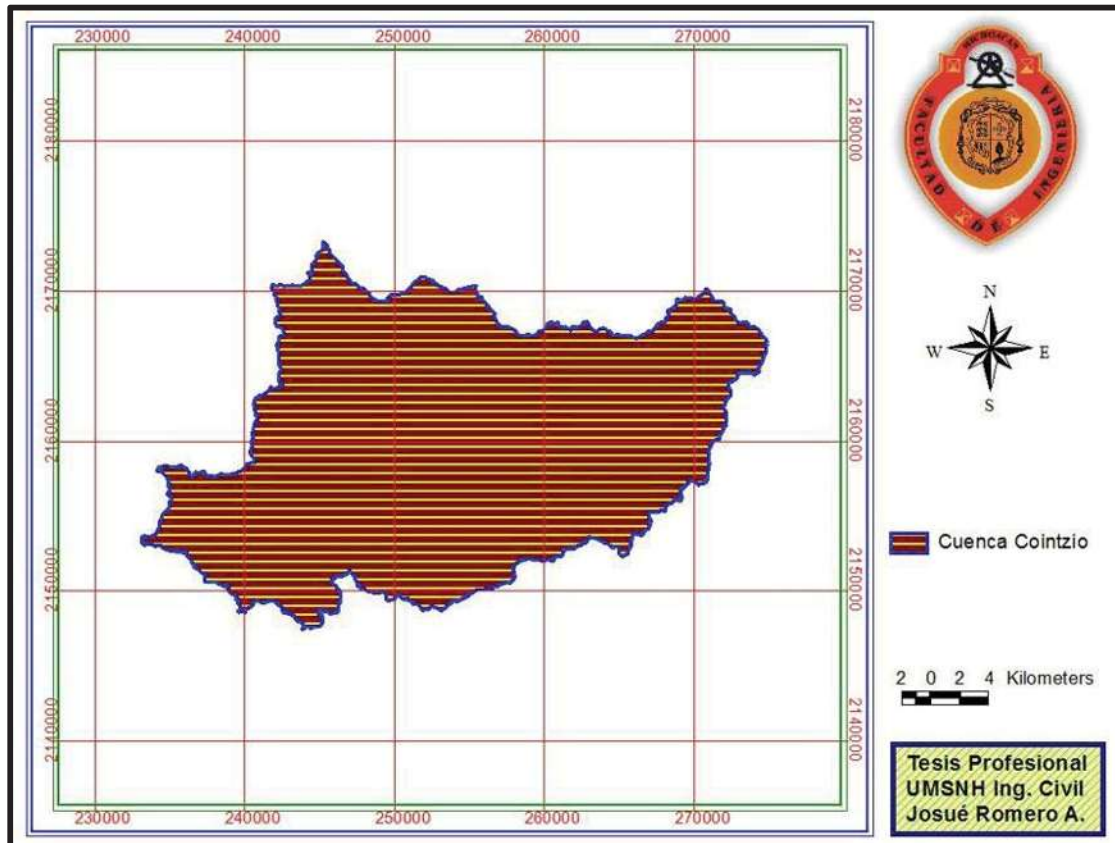 230000 240000 250000 260000 270000
2180000 2180000
2170000 2170000
2160000 2160000
2150000 2150000
2140000 2140000
230000 240000 250000 260000 270000
MICHOACAN
FACULTAD DE INGENIERIA
N
W E
S
Cuenca Cointzio
2 0 2 4 Kilometers
Tesis Profesional
UMSNH Ing. Civil
Josué Romero A.